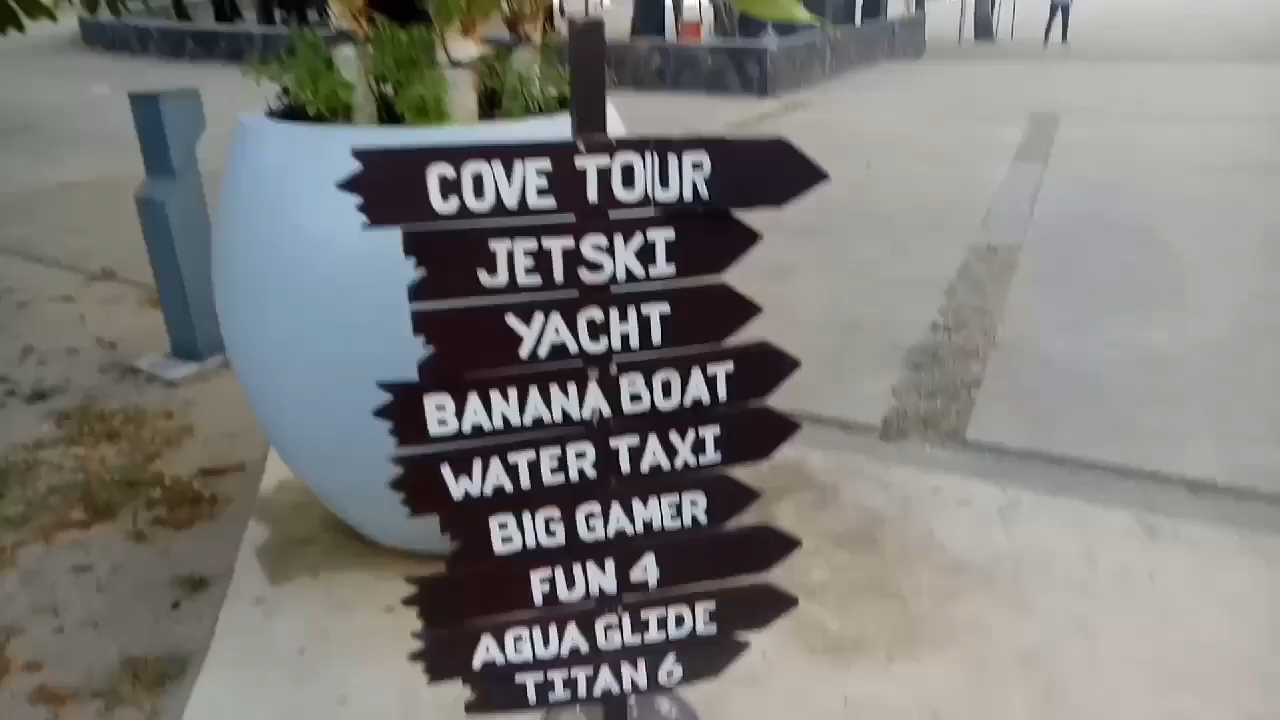 COVE TOUR
JETSKI
YACHT
BANANA BOAT
WATER TAXI
BIG GAMER
FUN 4
AQUA GLIDE
TITAN 6